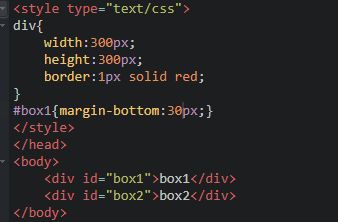 <style type="text/css">
div{
    width:300px;
    height:300px;
    border:1px solid red;
}
#box1{margin-bottom:30px;}
</style>
</head>
<body>
    <div id="box1">box1</div>
    <div id="box2">box2</div>
</body>